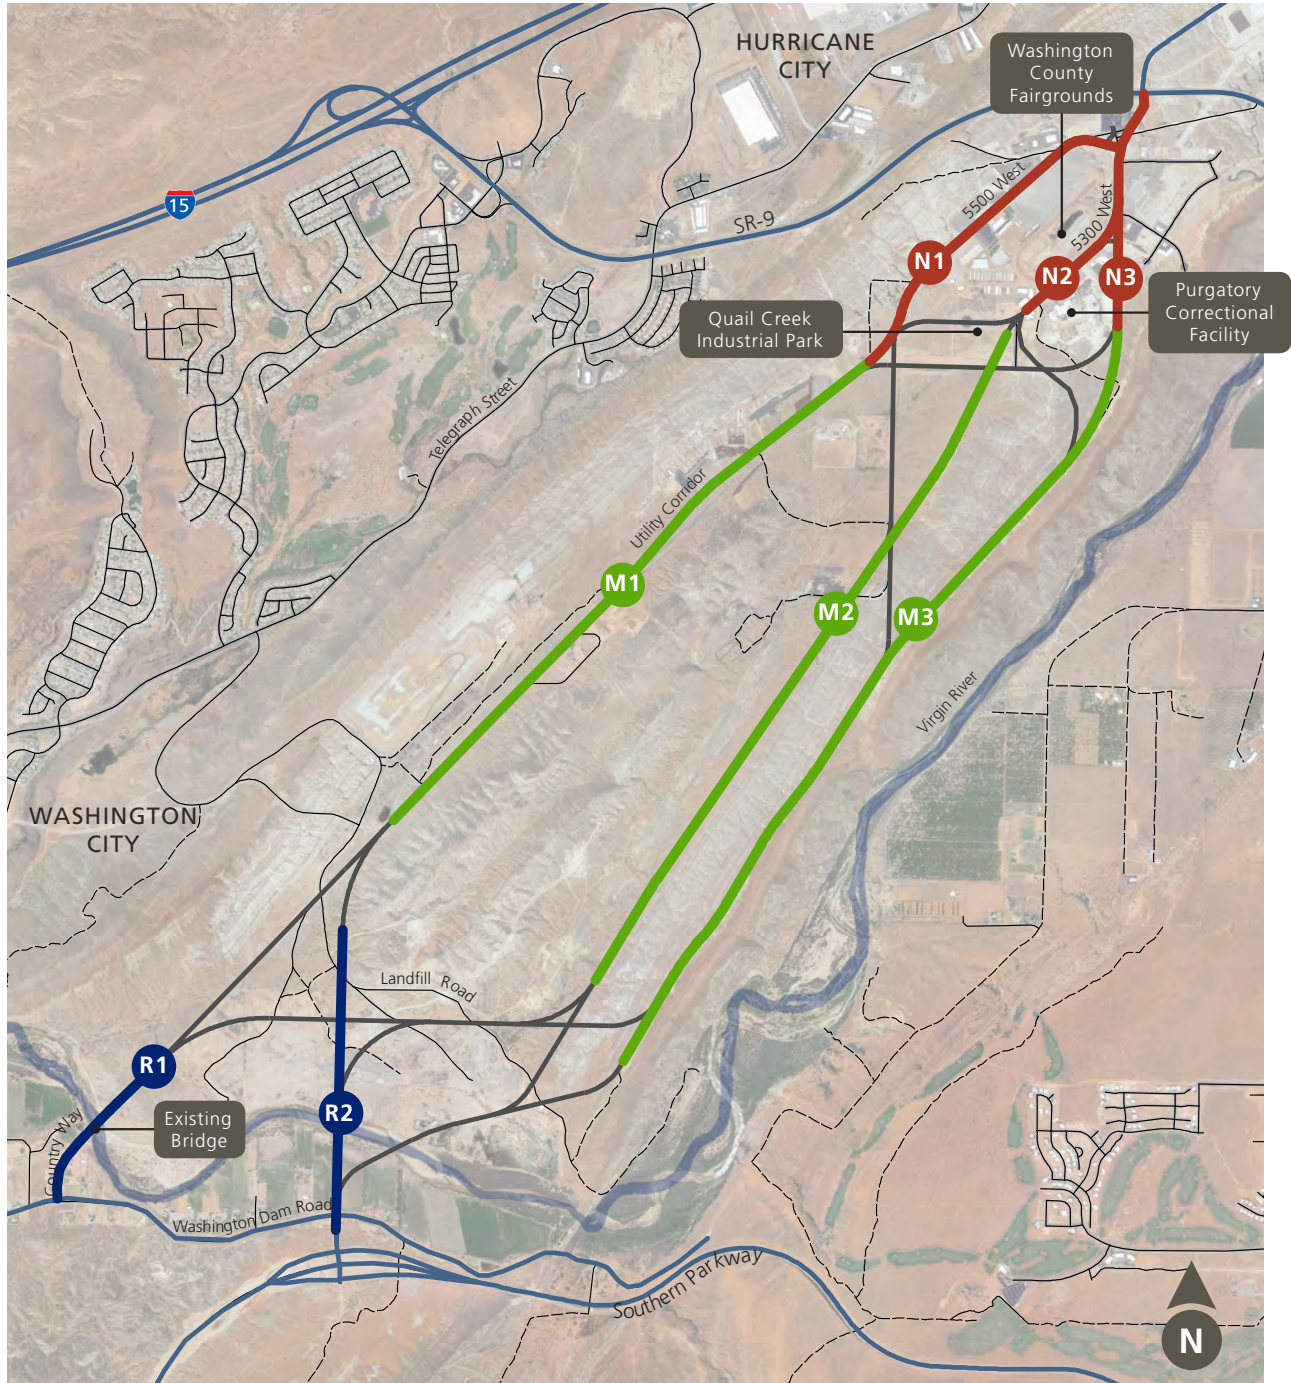 HURRICANE
CITY
Washington
County
Fairgrounds
15
SR-9
5500 West
5300 West
N1
N2
N3
Quail Creek
Industrial Park
Purgatory
Correctional
Facility
Telegraph Street
Utility Corridor
M1
M2
M3
Virgin River
WASHINGTON
CITY
Landfill Road
R1
R2
Existing
Bridge
Country Way
Washington Dam Road
Southern Parkway
N